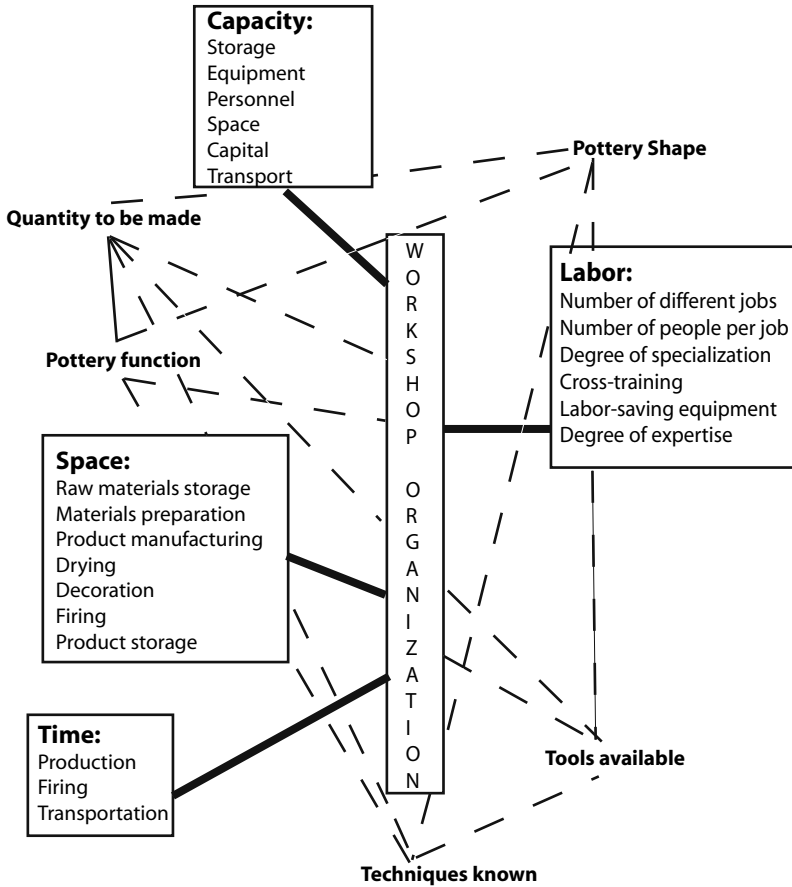 Capacity:
Storage
Equipment
Personnel
Space
Capital
Transport
Pottery Shape
Quantity to be made
WORKSHOP ORGANIZATION
Labor:
Number of different jobs
Number of people per job
Degree of specialization
Cross-training
Labor-saving equipment
Degree of expertise
Pottery function
Space:
Raw materials storage
Materials preparation
Product manufacturing
Drying
Decoration
Firing
Product storage
Time:
Production
Firing
Transportation
Tools available
Techniques known